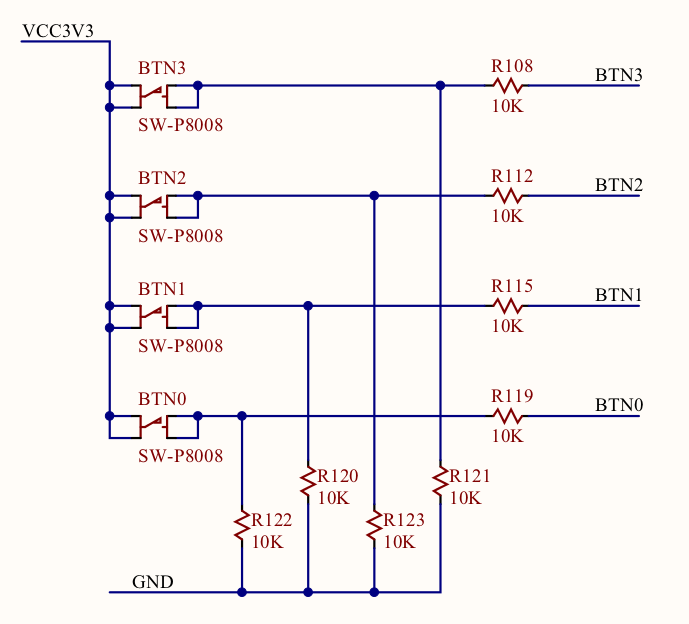 VCC3V3
BTN3
SW-P8008
R108
10K
BTN3
BTN2
SW-P8008
R112
10K
BTN2
BTN1
SW-P8008
R115
10K
BTN1
BTN0
SW-P8008
R119
10K
BTN0
R120
10K
R121
10K
R122
10K
R123
10K
GND